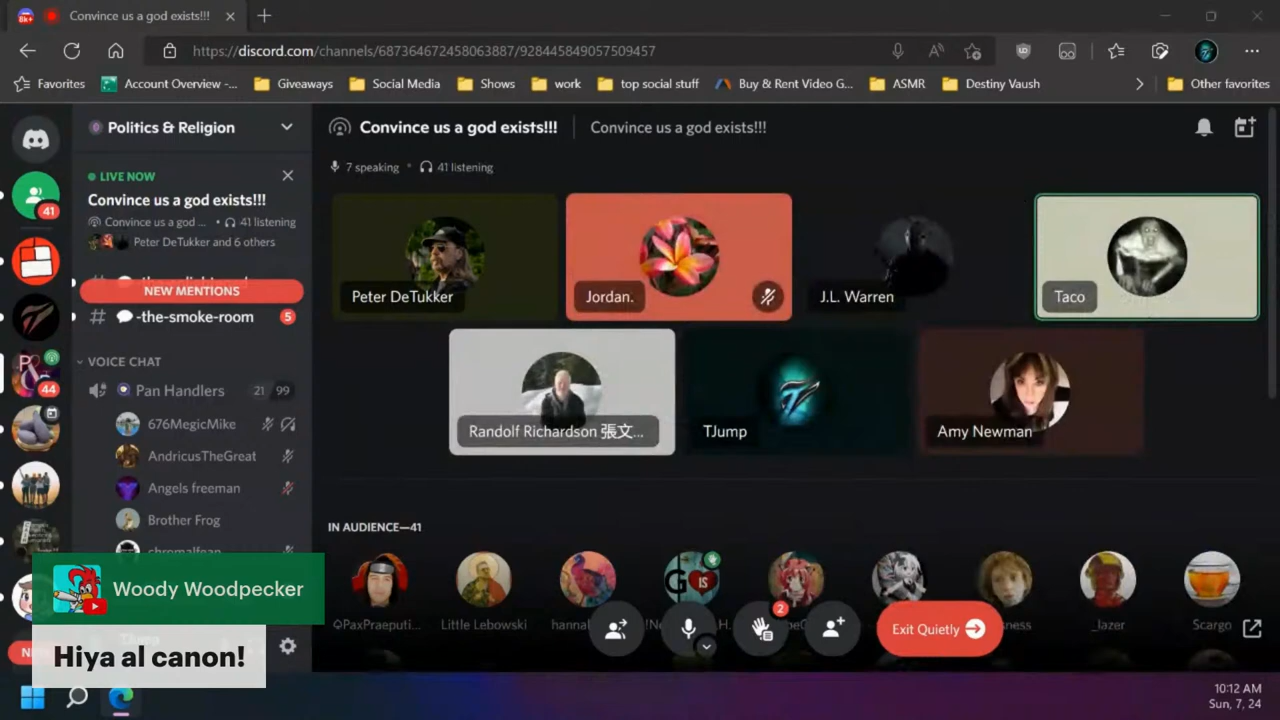 8k+
Convince us a god exists!!!
https://discord.com/channels/687364672458063887/928445849057509457
Favorites
Account Overview -...
Giveaways
Social Media
Shows
work
top social stuff
Buy & Rent Video G...
ASMR
Destiny Vaush
Other favorites
Politics & Religion
Convince us a god exists!!!
Convince us a god exists!!!
7 speaking • 41 listening
LIVE NOW
Convince us a god exists!!!
Convince us a god ... • 41 listening
Peter DeTukker and 6 others
41
NEW MENTIONS
-the-smoke-room
5
VOICE CHAT
Pan Handlers 21 99
44
676MegicMike
AndricusTheGreat
Angels freeman
Brother Frog
Peter DeTukker
Jordan.
J.L. Warren
Taco
Randolf Richardson 張文...
TJump
Amy Newman
IN AUDIENCE—41
Little Lebowski
hanna
_lazer
Scargo
2
Exit Quietly
Woody Woodpecker
Hiya al canon!
10:12 AM
Sun, 7, 24